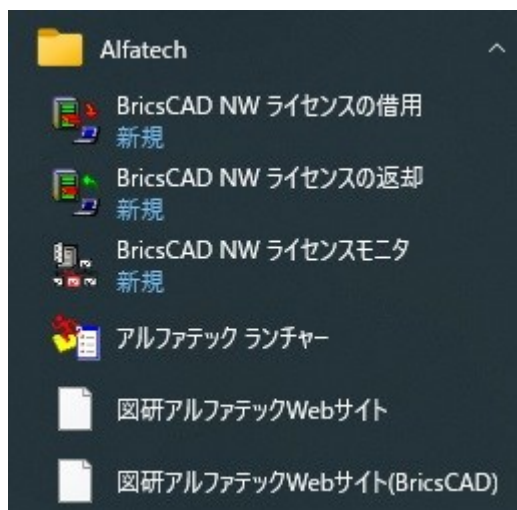 Alfatech
BricsCAD NW ライセンスの借用
新規
BricsCAD NW ライセンスの返却
新規
BricsCAD NW ライセンスモニタ
新規
アルファテック ランチャー
図研アルファテックWebサイト
図研アルファテックWebサイト(BricsCAD)